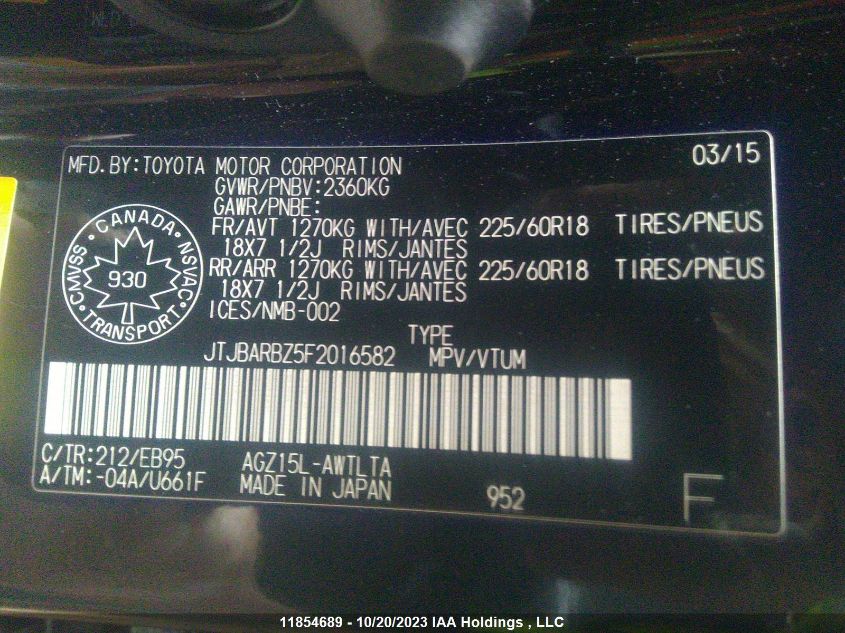 MFD. BY:TOYOTA MOTOR CORPORATION 03/15
GVWR/PNBV:2360KG
GAWR/PNBE:
FR/AVT 1270KG WITH/AVEC 225/60R18 TIRES/PNEUS
18X7 1/2J RIMS/JANTES
RR/ARR 1270KG WITH/AVEC 225/60R18 TIRES/PNEUS
18X7 1/2J RIMS/JANTES
ICES/NMB-002
CANADA · NSVAC · TRANSPORT · CMVSS ·
930
TYPE
JTJBARBZ5F2016582 MPV/VTUM
C/TR:212/EB95 AGZ15L-AWTLTA
A/TM:-04A/U661F MADE IN JAPAN 952 F
11854689 - 10/20/2023 IAA Holdings , LLC